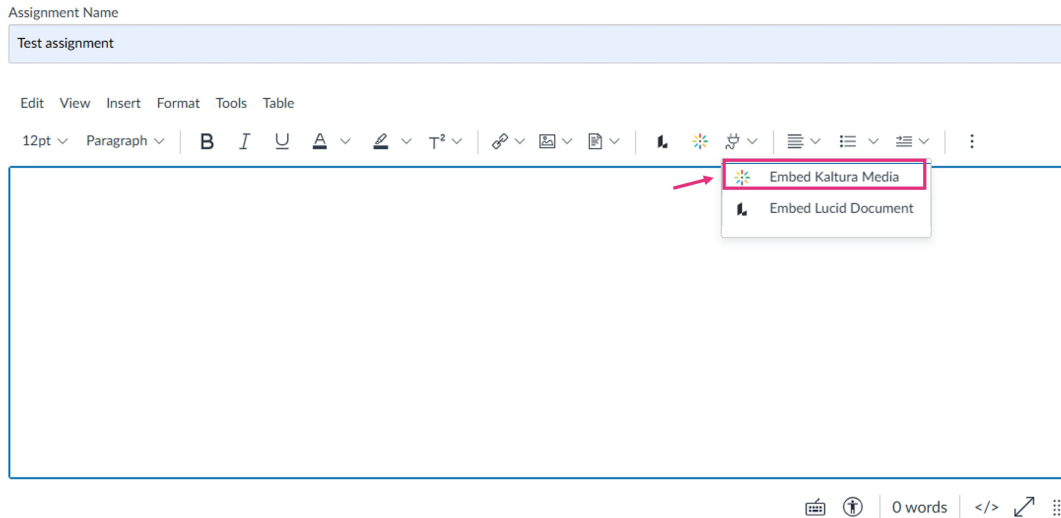 Assignment Name
Test assignment
Edit View Insert Format Tools Table
12pt Paragraph B I U A T²
Embed Kaltura Media
Embed Lucid Document
0 words </>